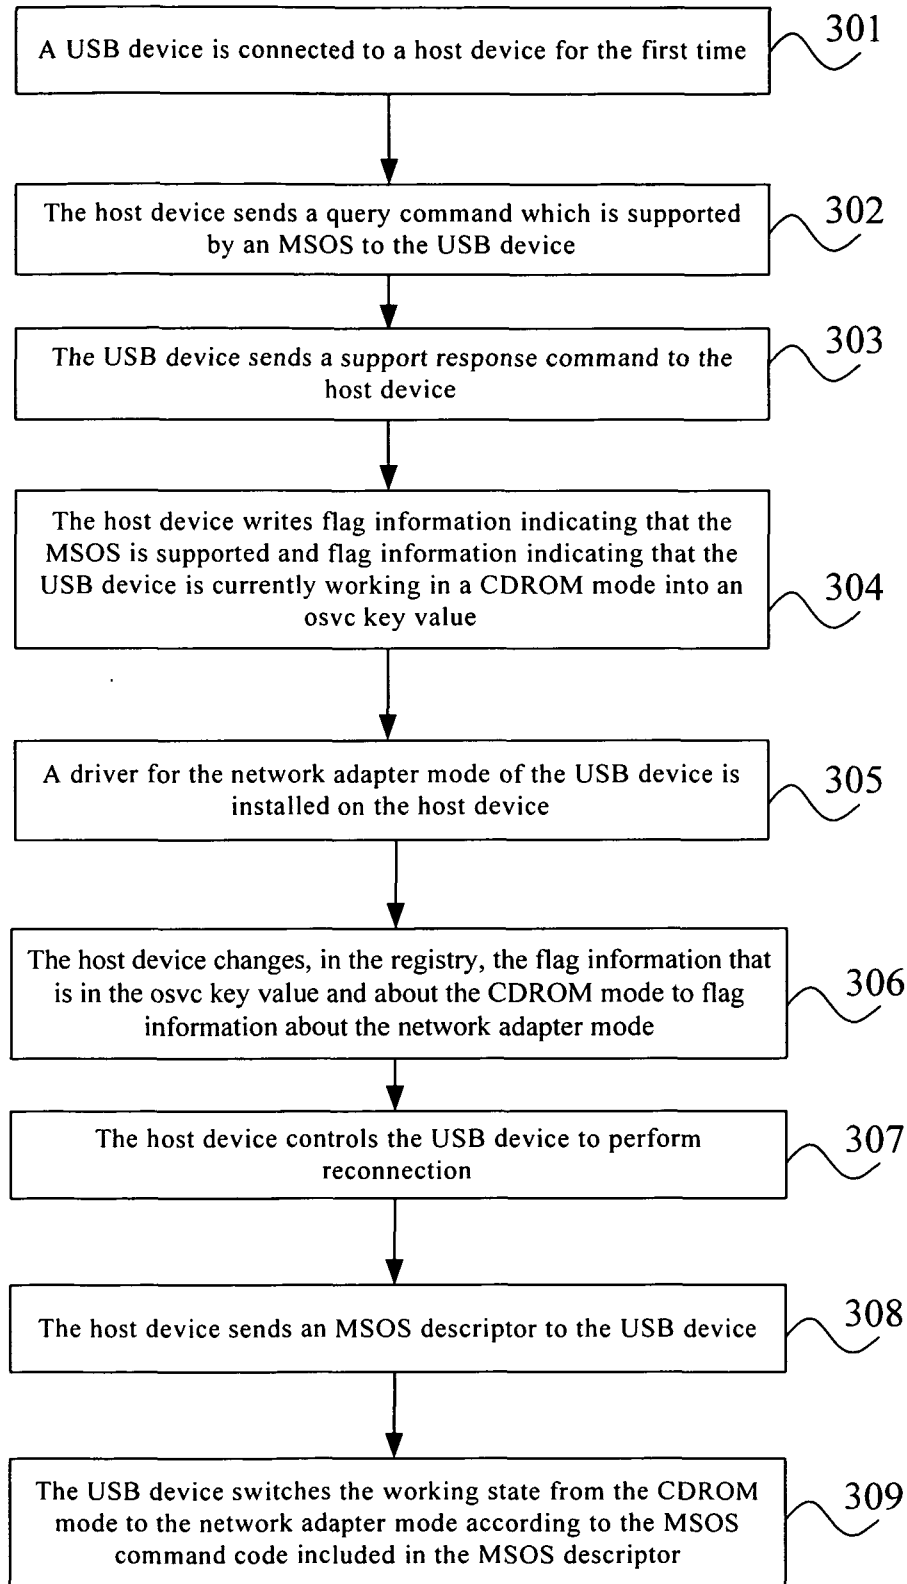 A USB device is connected to a host device for the first time
301
The host device sends a query command which is supported
by an MSOS to the USB device
302
The USB device sends a support response command to the
host device
303
The host device writes flag information indicating that the
MSOS is supported and flag information indicating that the
USB device is currently working in a CDROM mode into an
osvc key value
304
A driver for the network adapter mode of the USB device is
installed on the host device
305
The host device changes, in the registry, the flag information that
is in the osvc key value and about the CDROM mode to flag
information about the network adapter mode
306
The host device controls the USB device to perform
reconnection
307
The host device sends an MSOS descriptor to the USB device
308
The USB device switches the working state from the CDROM
mode to the network adapter mode according to the MSOS
command code included in the MSOS descriptor
309